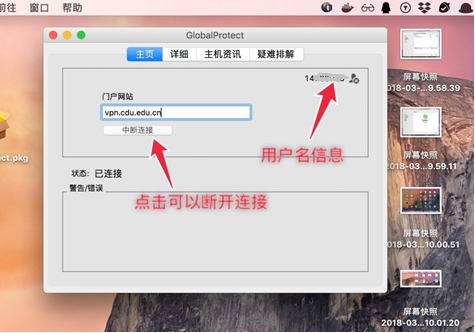 前往 窗口 帮助
GlobalProtect
主页 详细 主机资讯 疑难排解
门户网站
vpn.cdu.edu.cn
中断连接
用户名信息
状态: 已连接
警告/错误
点击可以断开连接
ect.pkg
屏幕快照
2018-03-...9.58.39
屏幕快照
2018-03-...9.59.11
屏幕快照
2018-03...10.00.51
屏幕快照
2018-03...10.01.20